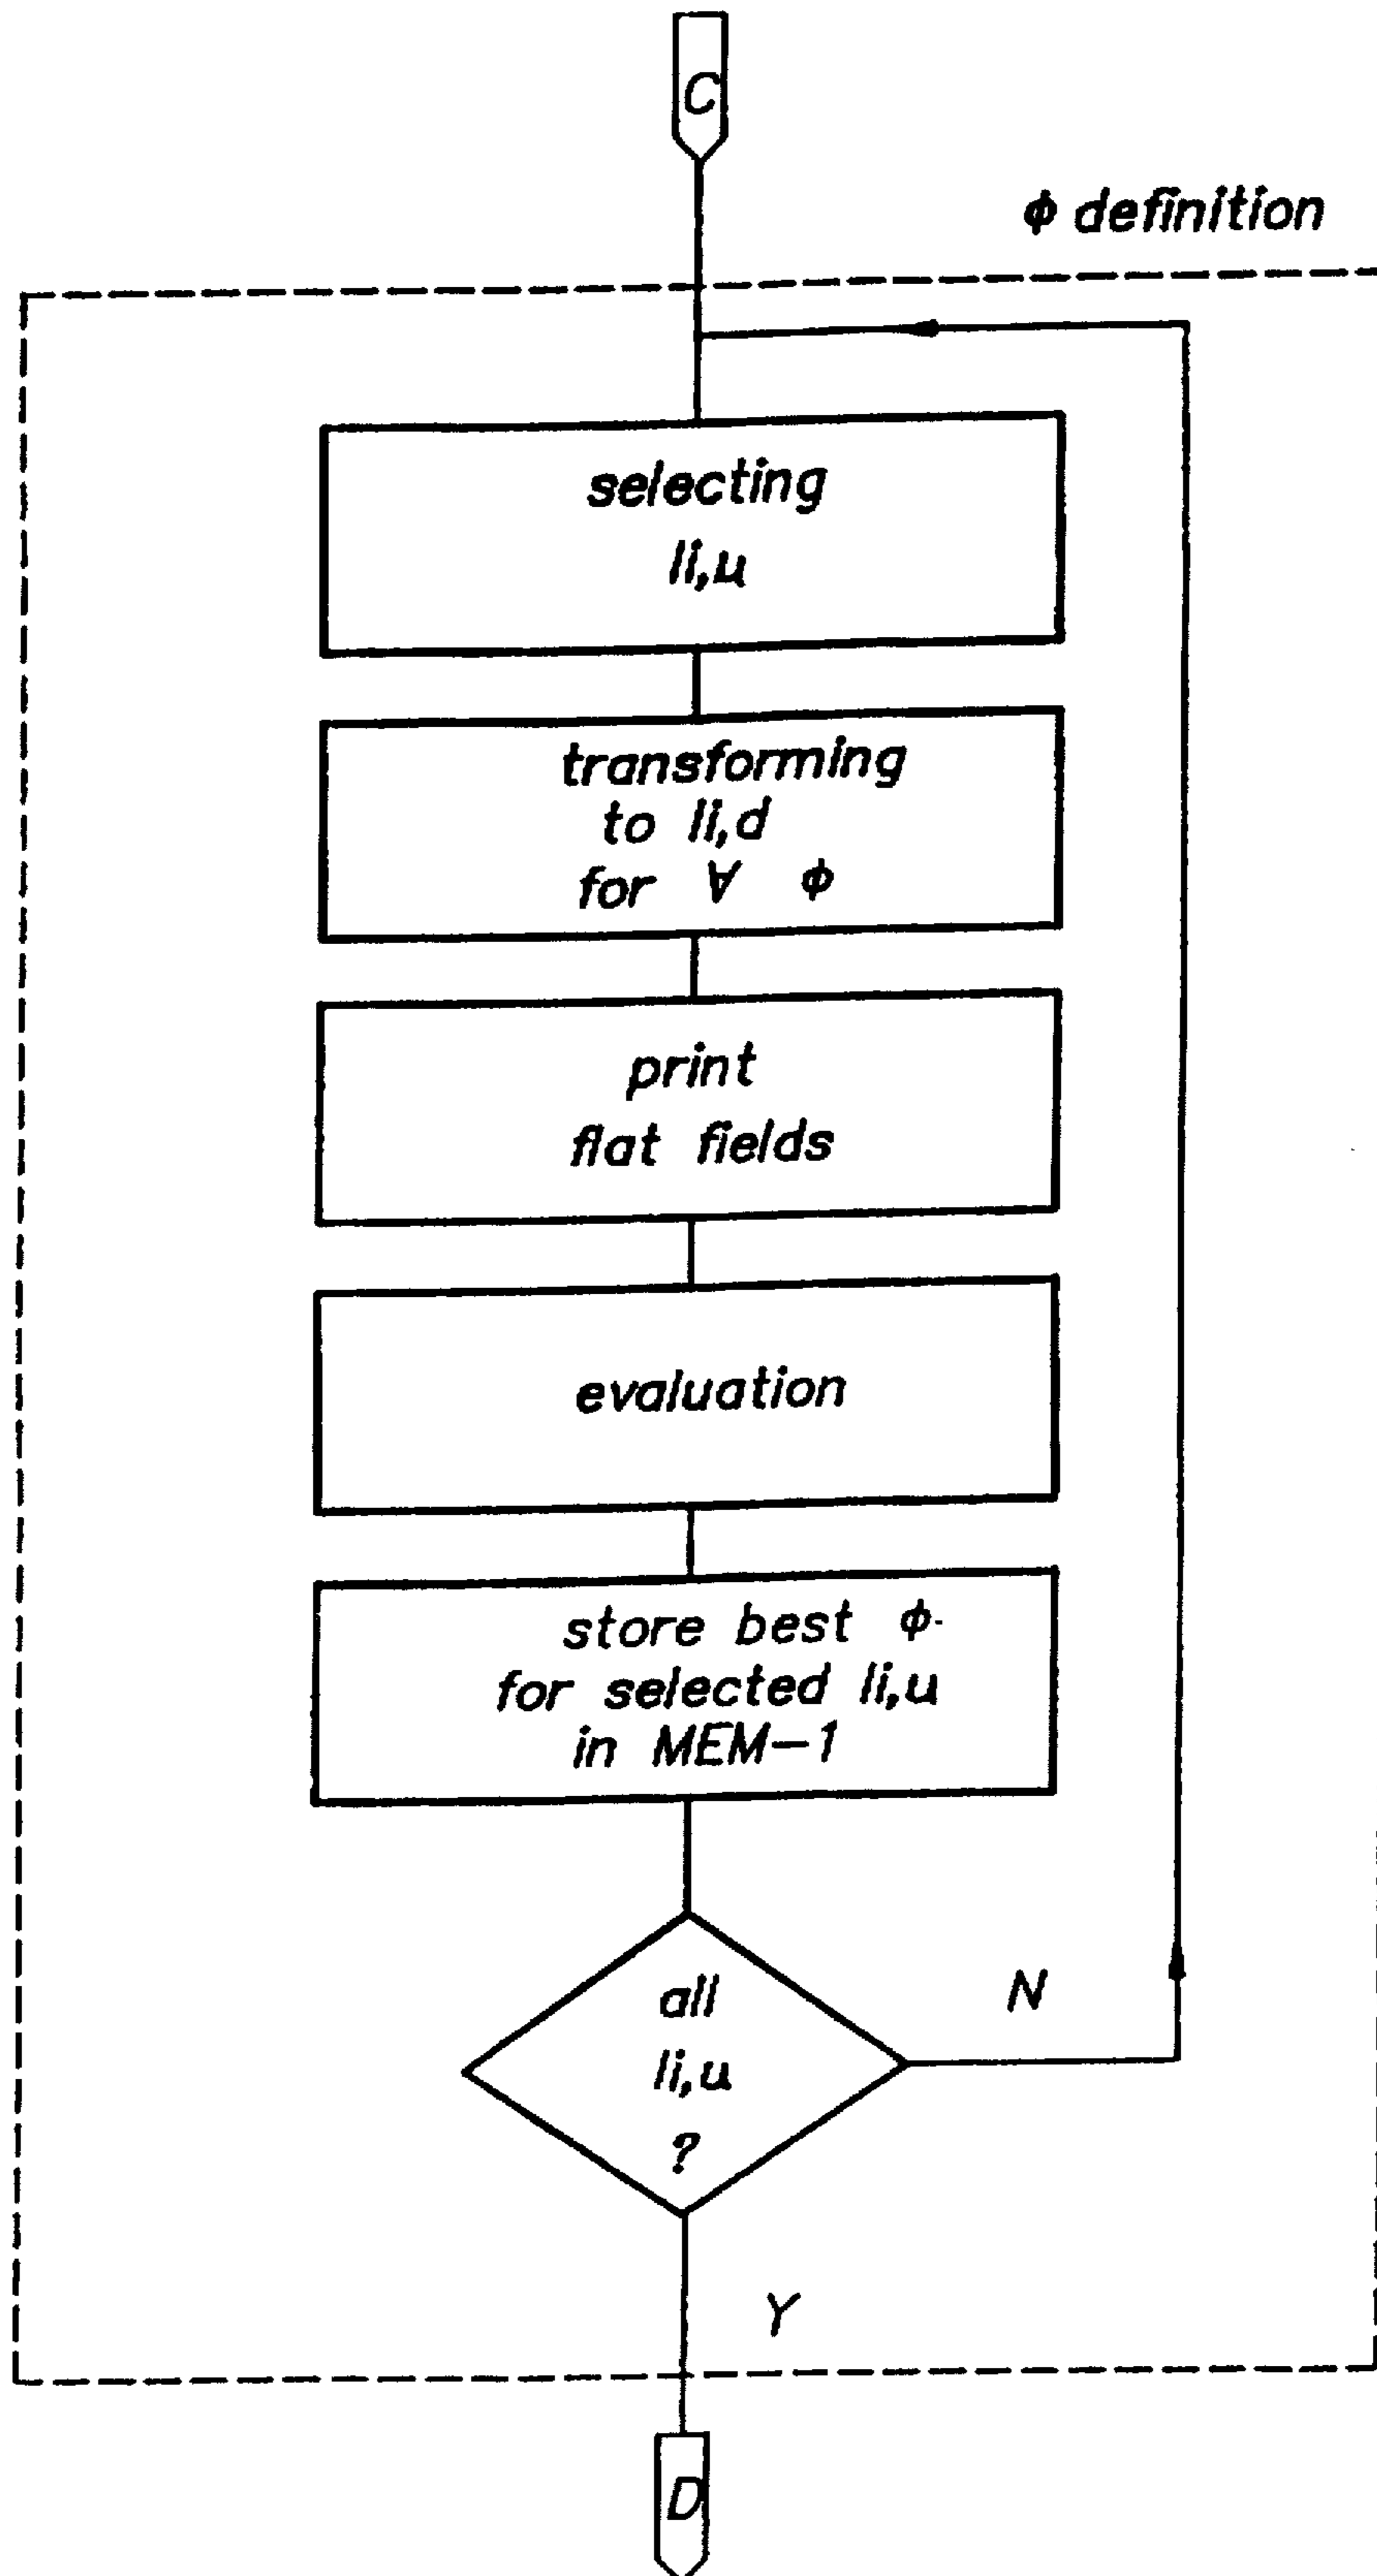 C
ϕ definition
selecting
li,u
transforming
to li,d
for ∀ ϕ
print
flat fields
evaluation
store best ϕ
for selected li,u
in MEM-1
all
li,u
?
N
Y
D